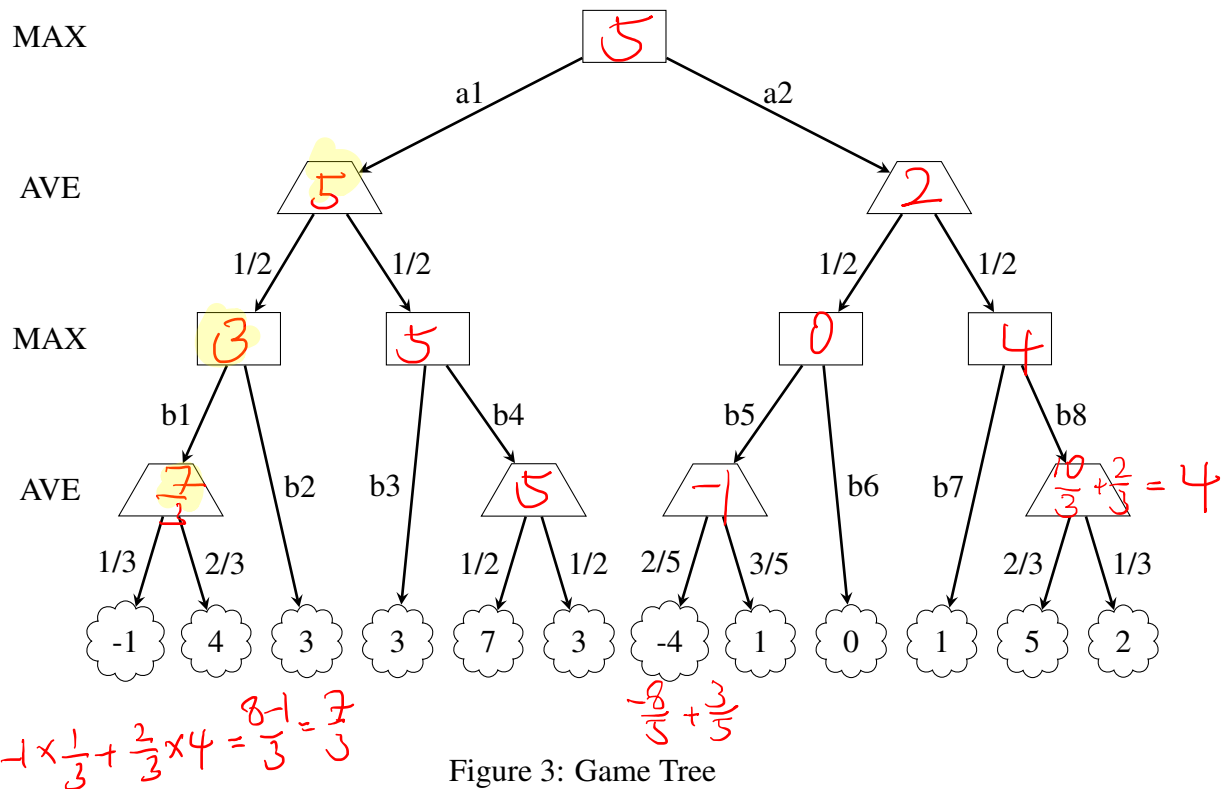 MAX 5
a1 a2
AVE 5 2
1/2 1/2 1/2 1/2
MAX 3 5 0 4
b1 b4 b5 b8
b2 b3 b6 b7
AVE 7/3 5 -1 10/3 + 2/3 = 4
1/3 2/3 1/2 1/2 2/5 3/5 2/3 1/3
-1 4 3 3 7 3 -4 1 0 1 5 2
-1 × 1/3 + 2/3 × 4 = 8-1/3 = 7/3
-8/5 + 3/5
Figure 3: Game Tree